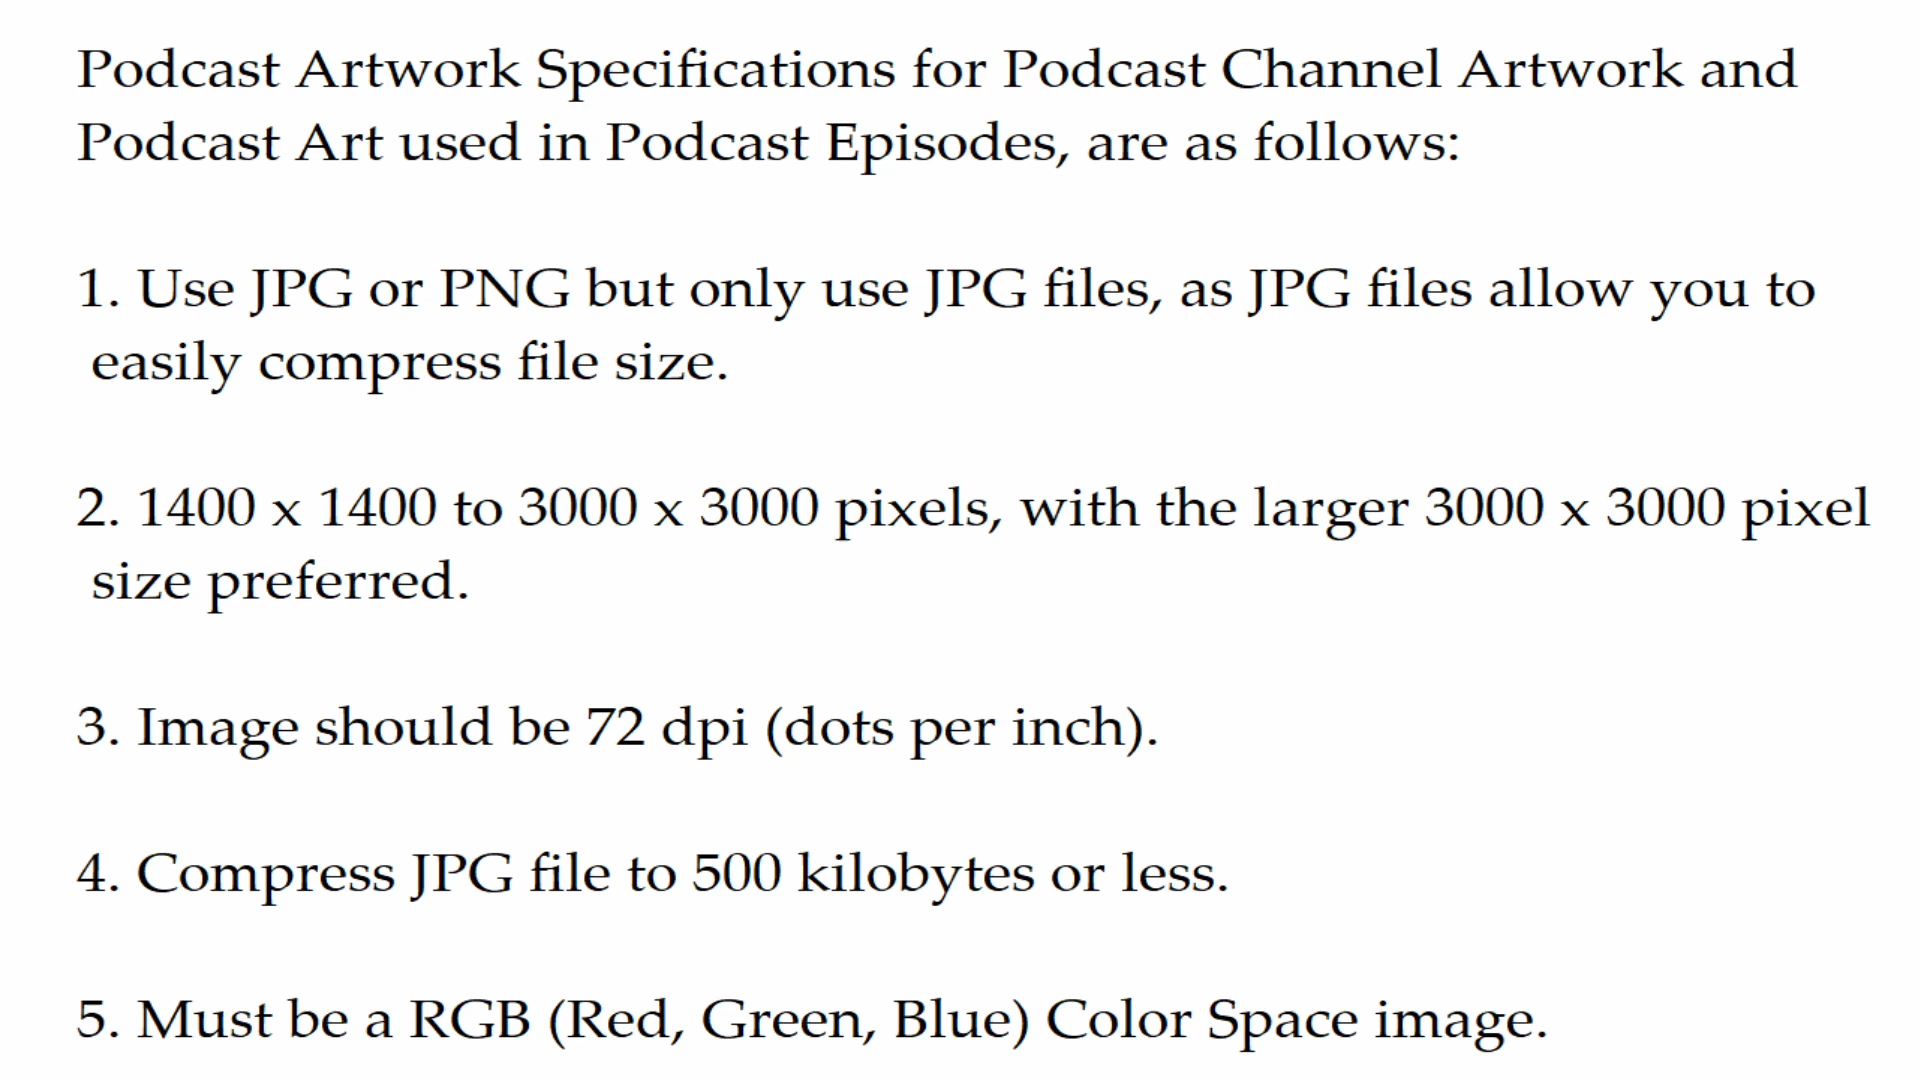 Podcast Artwork Specifications for Podcast Channel Artwork and
Podcast Art used in Podcast Episodes, are as follows:
1. Use JPG or PNG but only use JPG files, as JPG files allow you to
easily compress file size.
2. 1400 x 1400 to 3000 x 3000 pixels, with the larger 3000 x 3000 pixel
size preferred.
3. Image should be 72 dpi (dots per inch).
4. Compress JPG file to 500 kilobytes or less.
5. Must be a RGB (Red, Green, Blue) Color Space image.